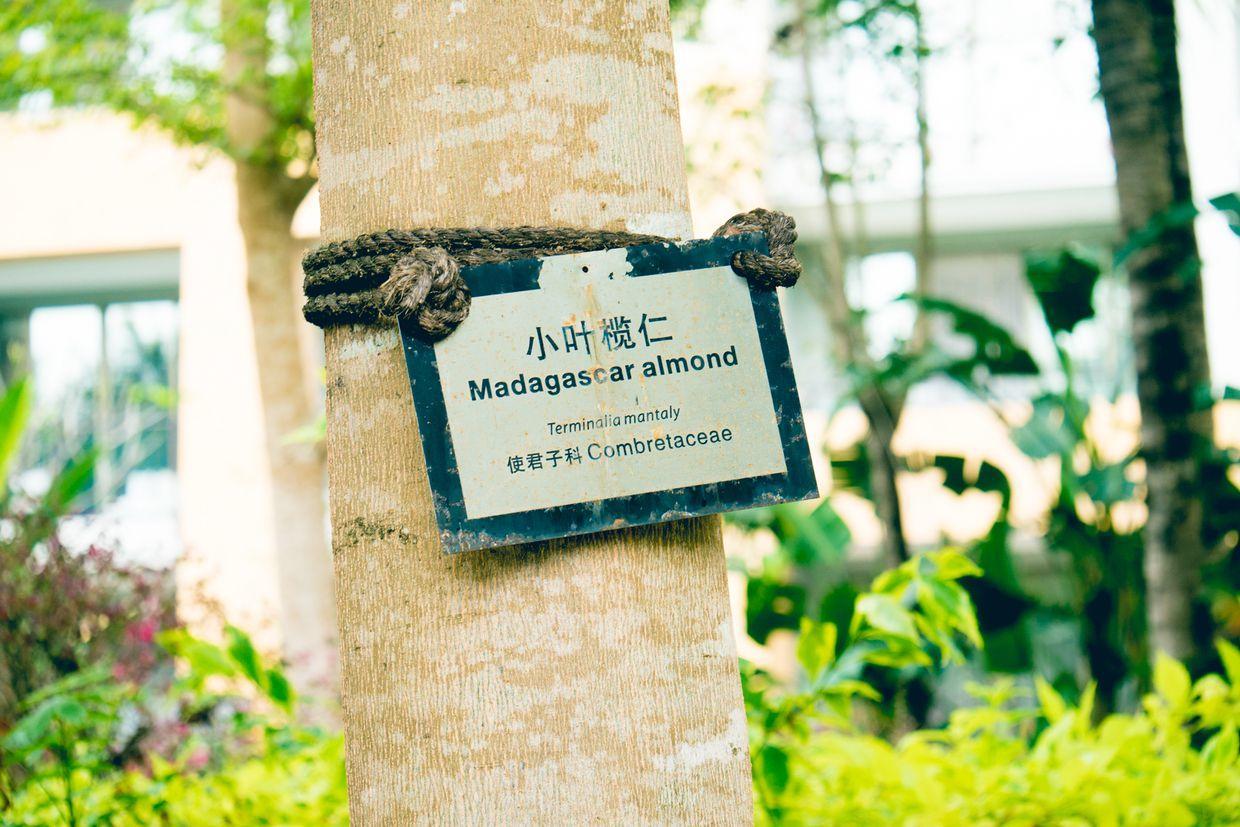 小叶榄仁
Madagascar almond
Terminalia mantaly
使君子科 Combretaceae